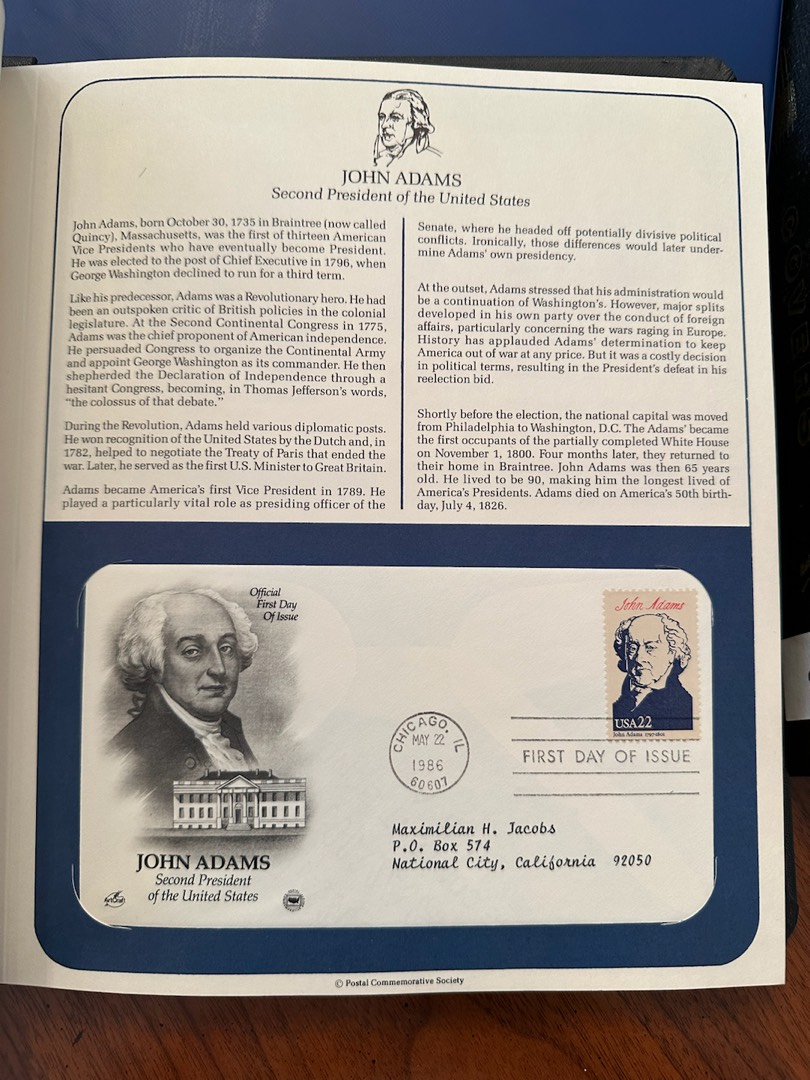 JOHN ADAMS
Second President of the United States
John Adams, born October 30, 1735 in Braintree (now called
Quincy), Massachusetts, was the first of thirteen American
Vice Presidents who have eventually become President.
He was elected to the post of Chief Executive in 1796, when
George Washington declined to run for a third term.
Like his predecessor, Adams was a Revolutionary hero. He had
been an outspoken critic of British policies in the colonial
legislature. At the Second Continental Congress in 1775,
Adams was the chief proponent of American independence.
He persuaded Congress to organize the Continental Army
and appoint George Washington as its commander. He then
shepherded the Declaration of Independence through a
hesitant Congress, becoming, in Thomas Jefferson's words,
"the colossus of that debate."
During the Revolution, Adams held various diplomatic posts.
He won recognition of the United States by the Dutch and, in
1782, helped to negotiate the Treaty of Paris that ended the
war. Later, he served as the first U.S. Minister to Great Britain.
Adams became America's first Vice President in 1789. He
played a particularly vital role as presiding officer of the
Senate, where he headed off potentially divisive political
conflicts. Ironically, those differences would later under-
mine Adams' own presidency.
At the outset, Adams stressed that his administration would
be a continuation of Washington's. However, major splits
developed in his own party over the conduct of foreign
affairs, particularly concerning the wars raging in Europe.
History has applauded Adams' determination to keep
America out of war at any price. But it was a costly decision
in political terms, resulting in the President's defeat in his
reelection bid.
Shortly before the election, the national capital was moved
from Philadelphia to Washington, D.C. The Adams' became
the first occupants of the partially completed White House
on November 1, 1800. Four months later, they returned to
their home in Braintree. John Adams was then 65 years
old. He lived to be 90, making him the longest lived of
America's Presidents. Adams died on America's 50th birth-
day, July 4, 1826.
Official
First Day
Of Issue
John Adams
USA22
John Adams 1797-1801
CHICAGO, IL
MAY 22
1986
60607
FIRST DAY OF ISSUE
Maximilian H. Jacobs
P.O. Box 574
National City, California 92050
JOHN ADAMS
Second President
of the United States
ArtCraft
© Postal Commemorative Society